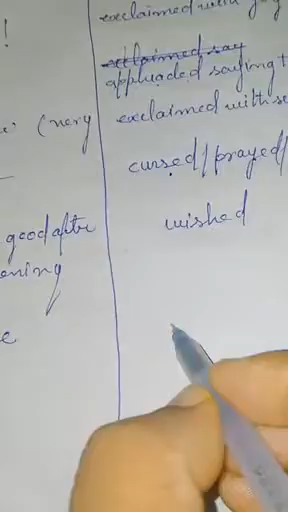 exclaimed with joy
!
exclaimed say
applauded saying t
(very
exclaimed with s
cursed/prayed/
good afte
wished
ening
e